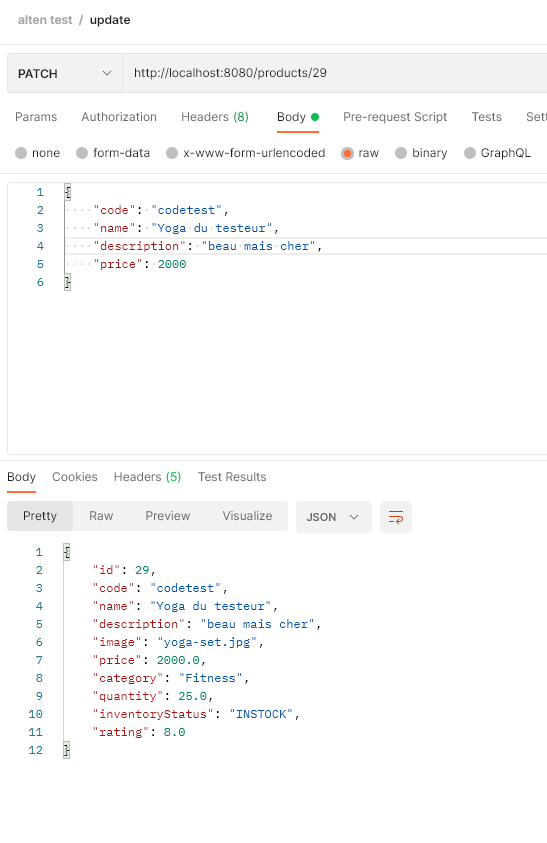 alten test / update
PATCH http://localhost:8080/products/29
Params Authorization Headers (8) Body Pre-request Script Tests Sett
none form-data x-www-form-urlencoded raw binary GraphQL
1 {
2 "code": "codetest",
3 "name": "Yoga du testeur",
4 "description": "beau mais cher",
5 "price": 2000
6 }
Body Cookies Headers (5) Test Results
Pretty Raw Preview Visualize JSON
1 {
2 "id": 29,
3 "code": "codetest",
4 "name": "Yoga du testeur",
5 "description": "beau mais cher",
6 "image": "yoga-set.jpg",
7 "price": 2000.0,
8 "category": "Fitness",
9 "quantity": 25.0,
10 "inventoryStatus": "INSTOCK",
11 "rating": 8.0
12 }